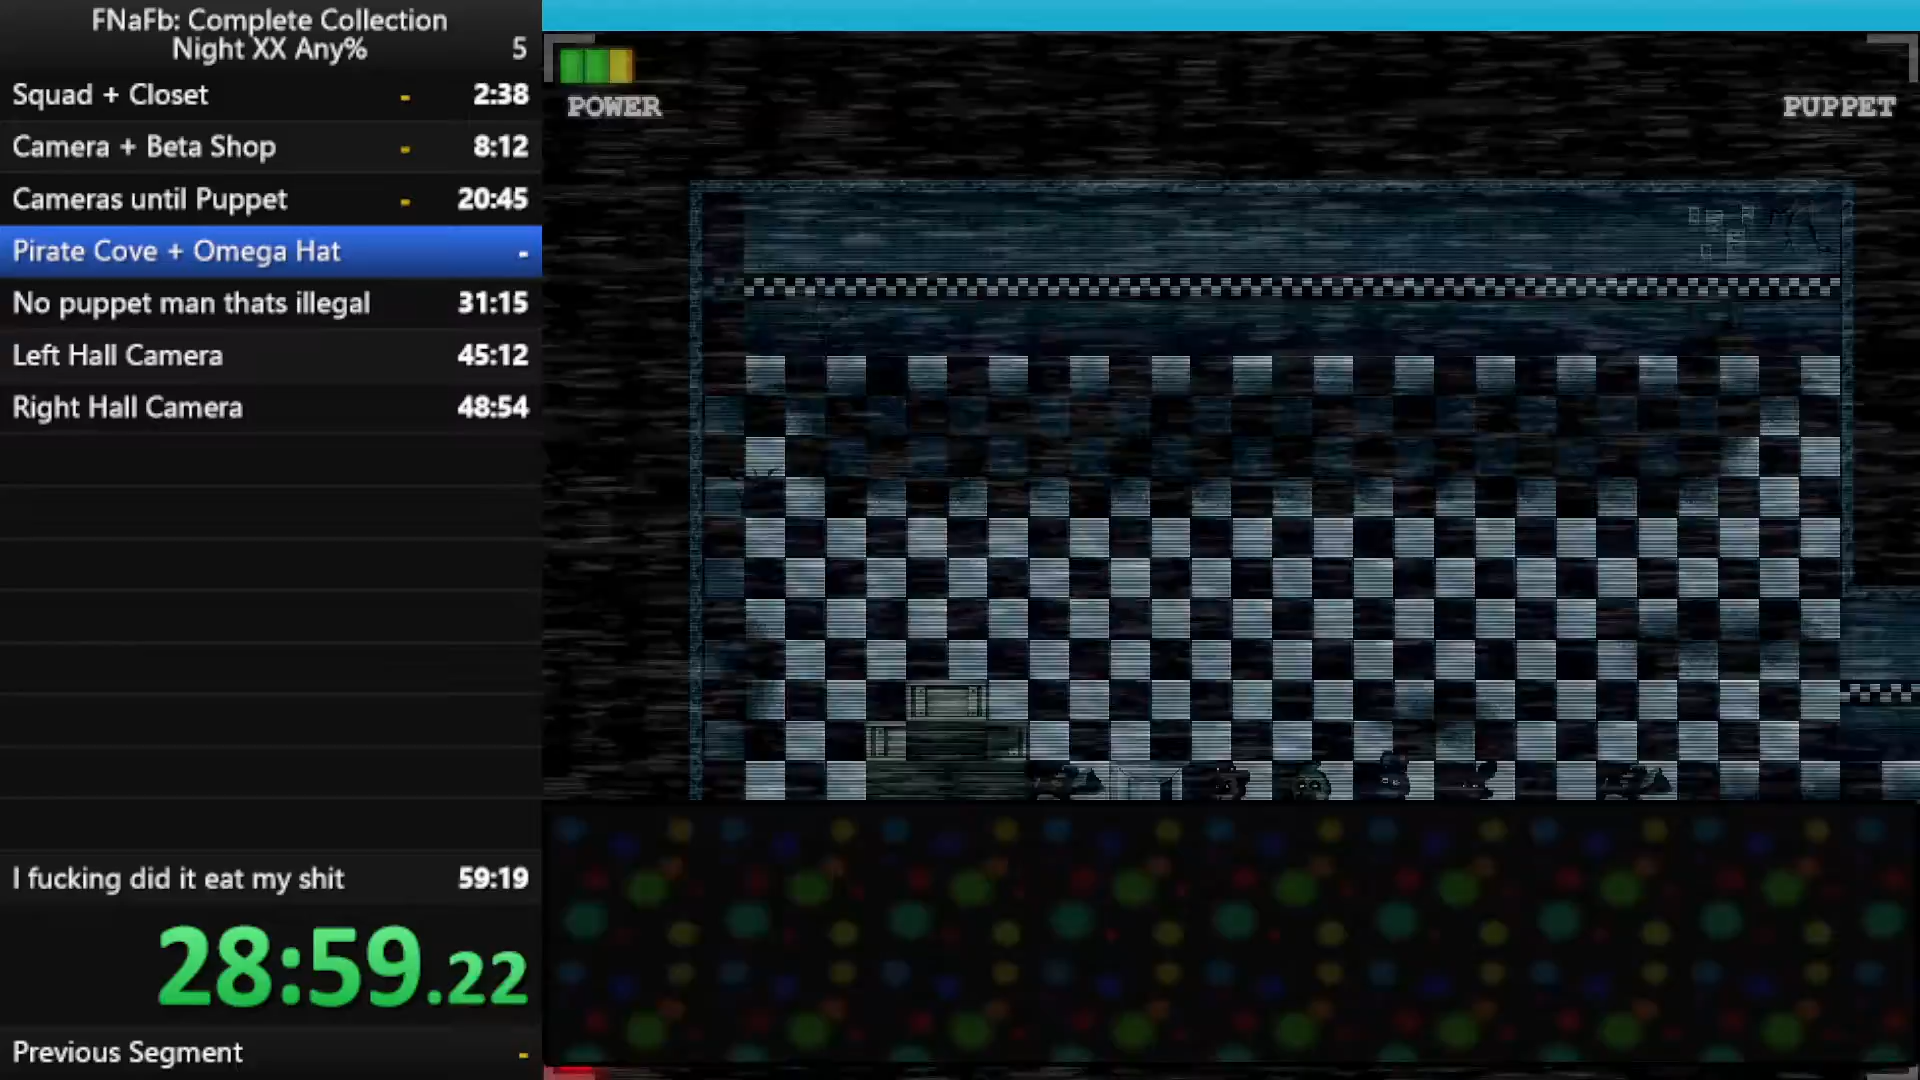 FNaFb: Complete Collection
Night XX Any% 5
Squad + Closet - 2:38
Camera + Beta Shop - 8:12
Cameras until Puppet - 20:45
Pirate Cove + Omega Hat -
No puppet man thats illegal 31:15
Left Hall Camera 45:12
Right Hall Camera 48:54
I fucking did it eat my shit 59:19
28:59.22
Previous Segment -
POWER
PUPPET